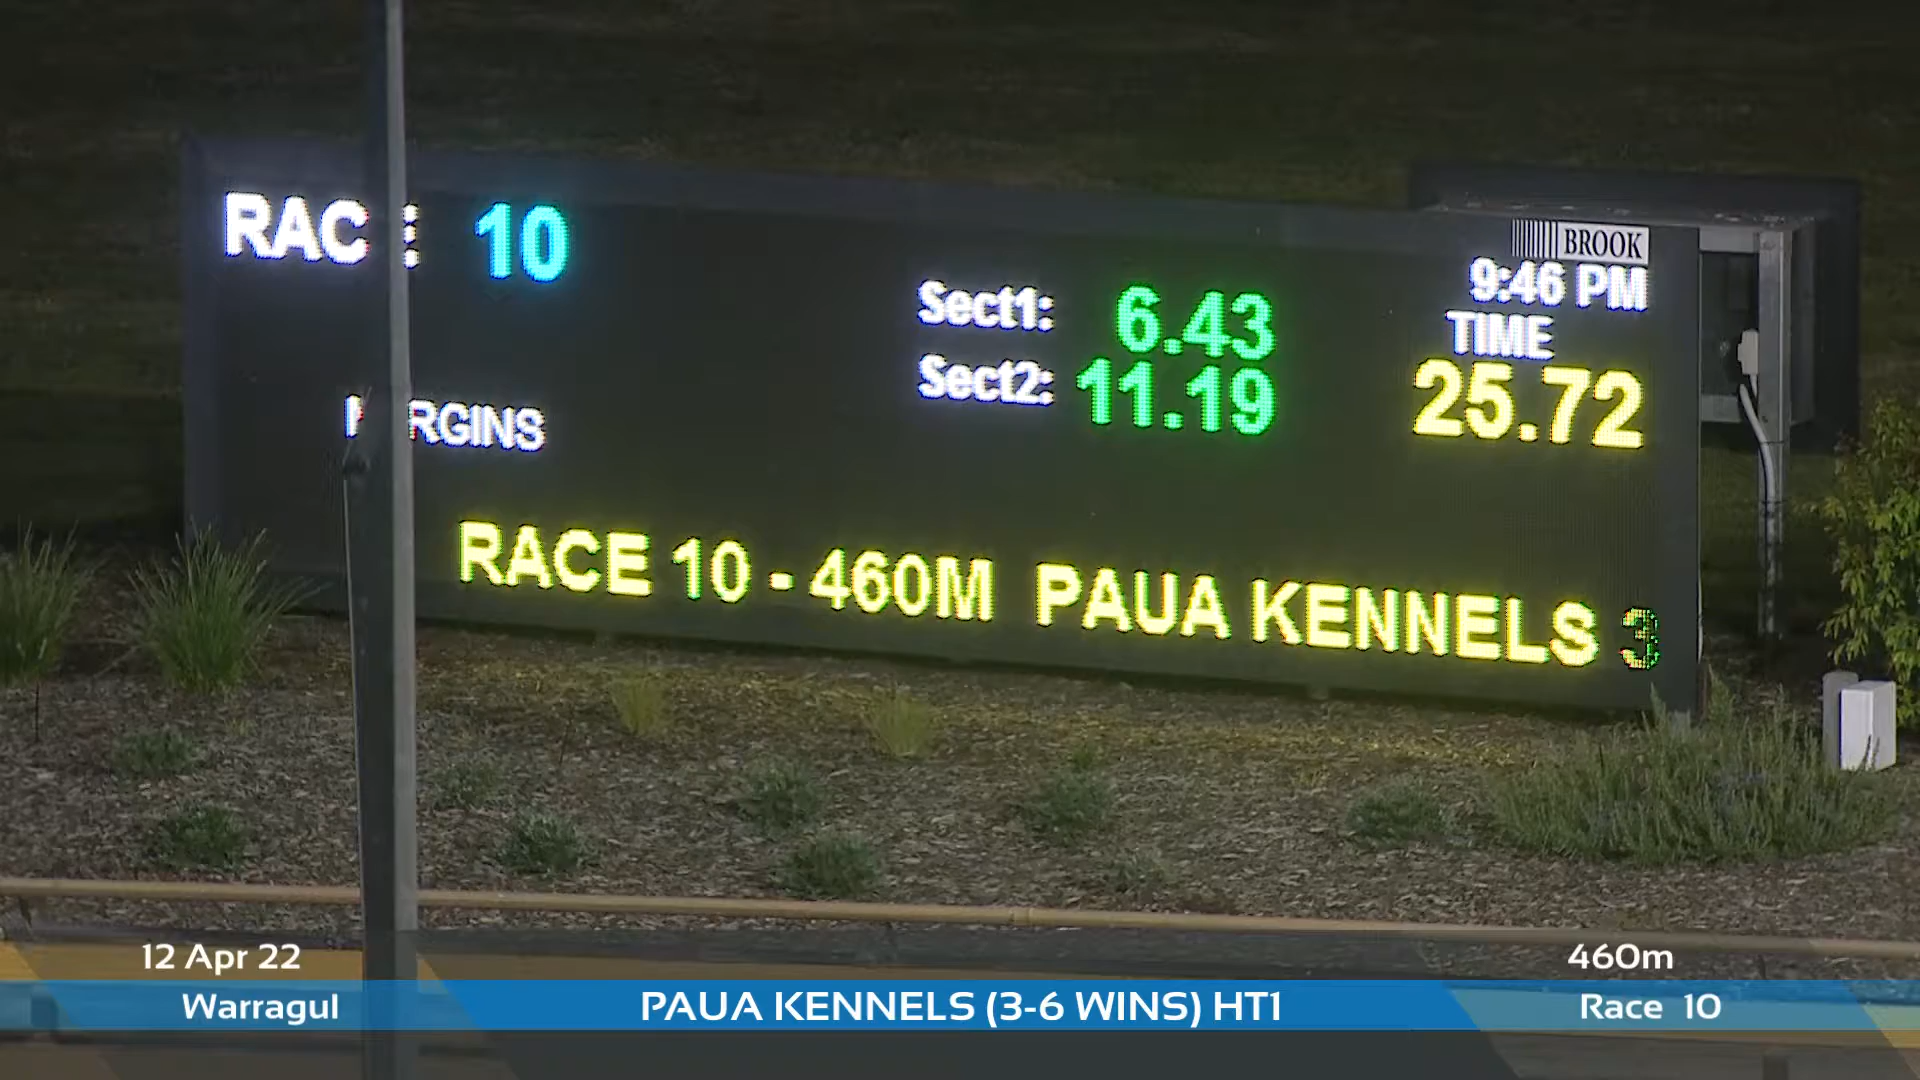 RACE 10
BROOK
9:46 PM
Sect1: 6.43
TIME
Sect2: 11.19
25.72
RGINS
RACE 10 - 460M PAUA KENNELS 3
12 Apr 22
460m
Warragul
PAUA KENNELS (3-6 WINS) HT1
Race 10